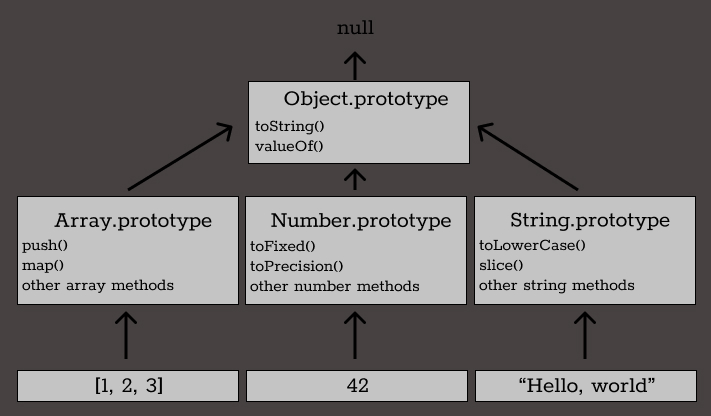 null
Object.prototype
toString()
valueOf()
Array.prototype
push()
map()
other array methods
Number.prototype
toFixed()
toPrecision()
other number methods
String.prototype
toLowerCase()
slice()
other string methods
[1, 2, 3]
42
“Hello, world”